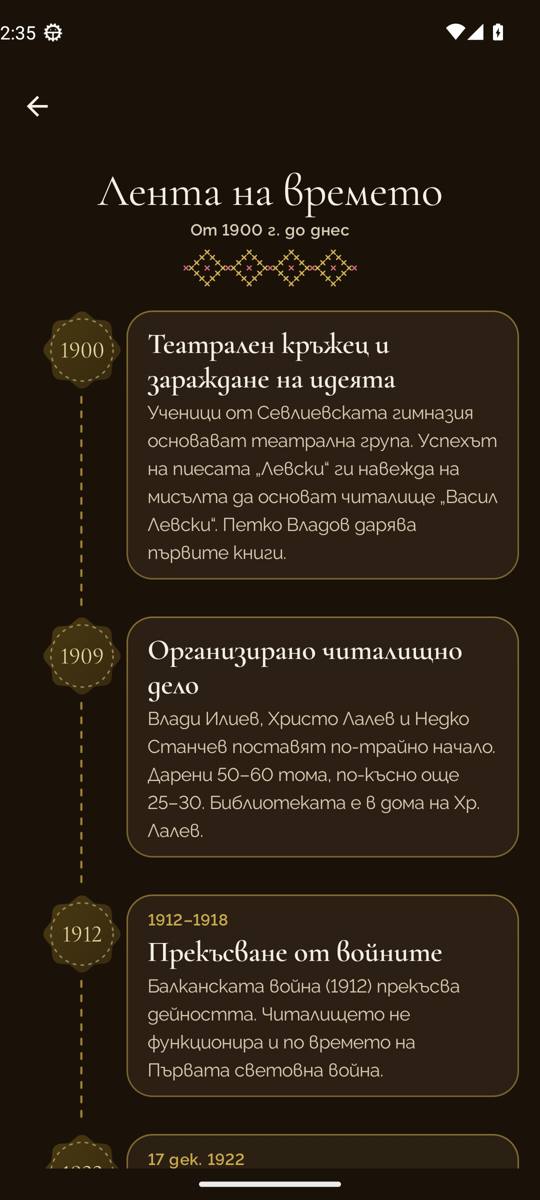 2:35
Лента на времето
От 1900 г. до днес
1900
Театрален кръжец и
зараждане на идеята
Ученици от Севлиевската гимназия
основават театрална група. Успехът
на пиесата „Левски“ ги навежда на
мисълта да основат читалище „Васил
Левски“. Петко Владов дарява
първите книги.
1909
Организирано читалищно
дело
Влади Илиев, Христо Лалев и Недко
Станчев поставят по-трайно начало.
Дарени 50–60 тома, по-късно още
25–30. Библиотеката е в дома на Хр.
Лалев.
1912
1912–1918
Прекъсване от войните
Балканската война (1912) прекъсва
дейността. Читалището не
функционира и по времето на
Първата световна война.
17 дек. 1922